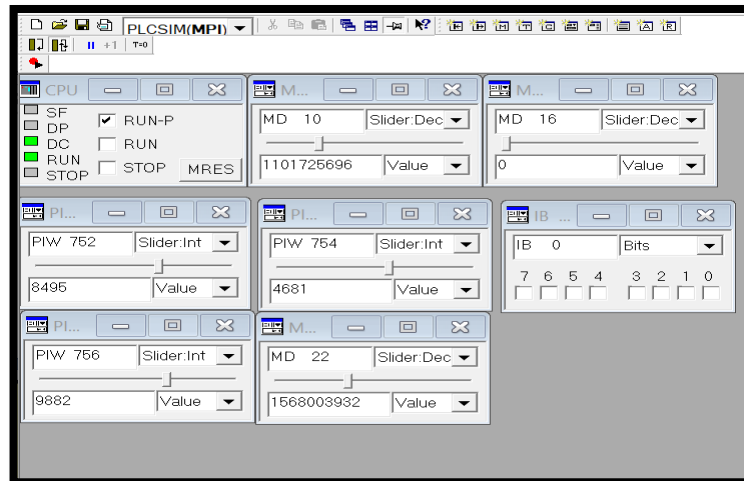 PLCSIM(MPI)
+1 T=0
CPU
M...
M...
SF
DP
DC
RUN
STOP
RUN-P
RUN
STOP
MRES
MD 10 Slider:Dec
1101725696 Value
MD 16 Slider:Dec
0 Value
PI...
PI...
IB ...
PIW 752 Slider:Int
8495 Value
PIW 754 Slider:Int
4681 Value
IB 0 Bits
7 6 5 4 3 2 1 0
PI...
M...
PIW 756 Slider:Int
9882 Value
MD 22 Slider:Dec
1568003932 Value